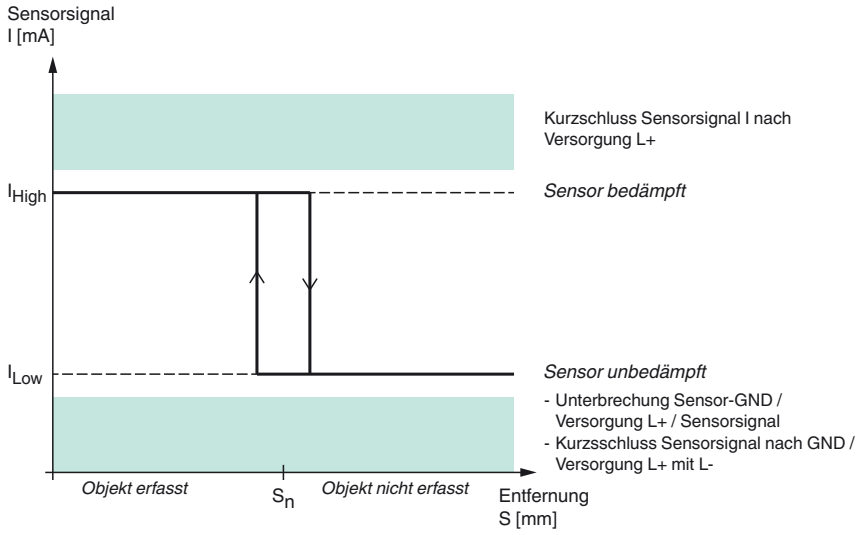 Sensorsignal
I [mA]
Kurzschluss Sensorsignal I nach
Versorgung L+
IHigh
Sensor bedämpft
ILow
Sensor unbedämpft
- Unterbrechung Sensor-GND /
Versorgung L+ / Sensorsignal
- Kurzsschluss Sensorsignal nach GND /
Versorgung L+ mit L-
Objekt erfasst
Sn
Objekt nicht erfasst
Entfernung
S [mm]